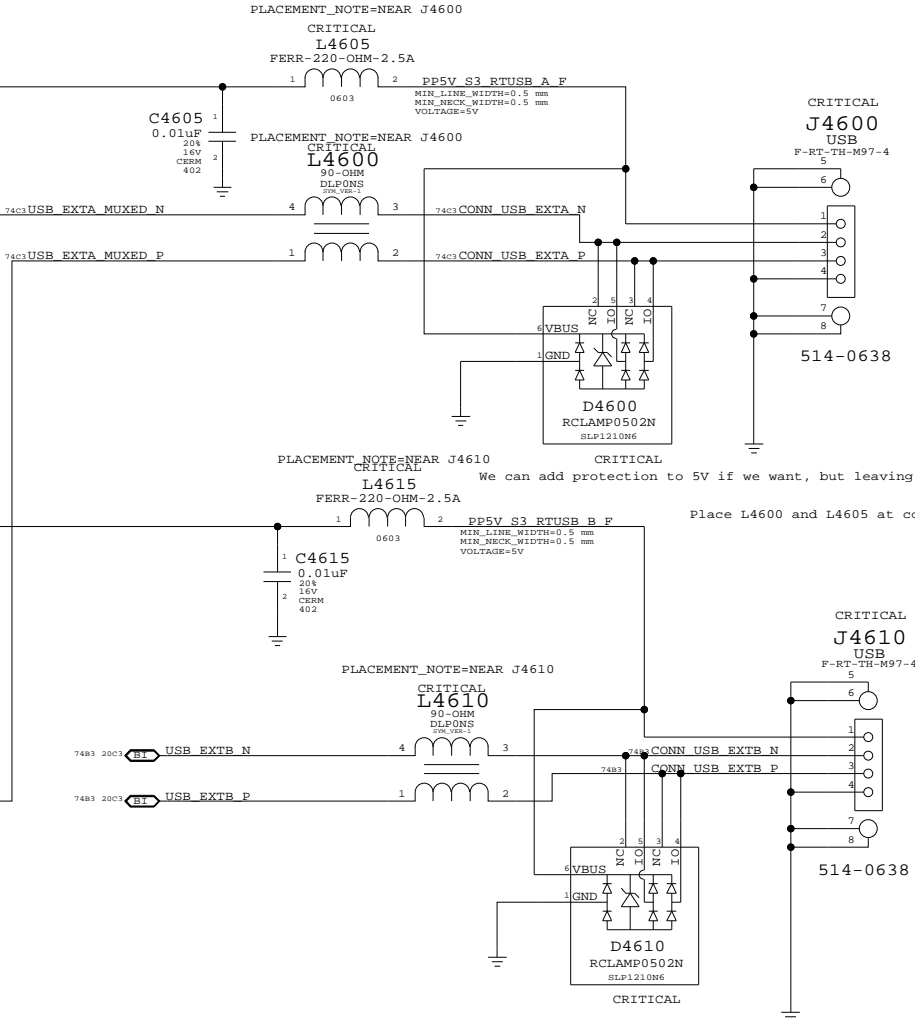 PLACEMENT_NOTE=NEAR J4600
CRITICAL
L4605
FERR-220-OHM-2.5A
1
2
PP5V_S3_RTUSB_A_F
0603
MIN_LINE_WIDTH=0.5 mm
MIN_NECK_WIDTH=0.5 mm
VOLTAGE=5V
C4605
1
0.01uF
20%
16V
CERM
402
2
PLACEMENT_NOTE=NEAR J4600
CRITICAL
L4600
90-OHM
DLP0NS
SYM_VER-1
74C3 USB_EXTA_MUXED_N
4
3
74C3 CONN_USB_EXTA_N
74C3 USB_EXTA_MUXED_P
1
2
74C3 CONN_USB_EXTA_P
CRITICAL
J4600
USB
F-RT-TH-M97-4
5
6
1
2
3
4
7
8
514-0638
2
5
3
4
NC
IO
NC
IO
6
VBUS
1
GND
D4600
RCLAMP0502N
SLP1210N6
CRITICAL
We can add protection to 5V if we want, but leaving
Place L4600 and L4605 at co
PLACEMENT_NOTE=NEAR J4610
CRITICAL
L4615
FERR-220-OHM-2.5A
1
2
PP5V_S3_RTUSB_B_F
0603
MIN_LINE_WIDTH=0.5 mm
MIN_NECK_WIDTH=0.5 mm
VOLTAGE=5V
1
C4615
0.01uF
20%
16V
CERM
402
2
PLACEMENT_NOTE=NEAR J4610
CRITICAL
L4610
90-OHM
DLP0NS
SYM_VER-1
74B3 20C3 BI USB_EXTB_N
4
3
74B3 CONN_USB_EXTB_N
74B3 20C3 BI USB_EXTB_P
1
2
74B3 CONN_USB_EXTB_P
CRITICAL
J4610
USB
F-RT-TH-M97-4
5
6
1
2
3
4
7
8
514-0638
2
5
3
4
NC
IO
NC
IO
6
VBUS
1
GND
D4610
RCLAMP0502N
SLP1210N6
CRITICAL